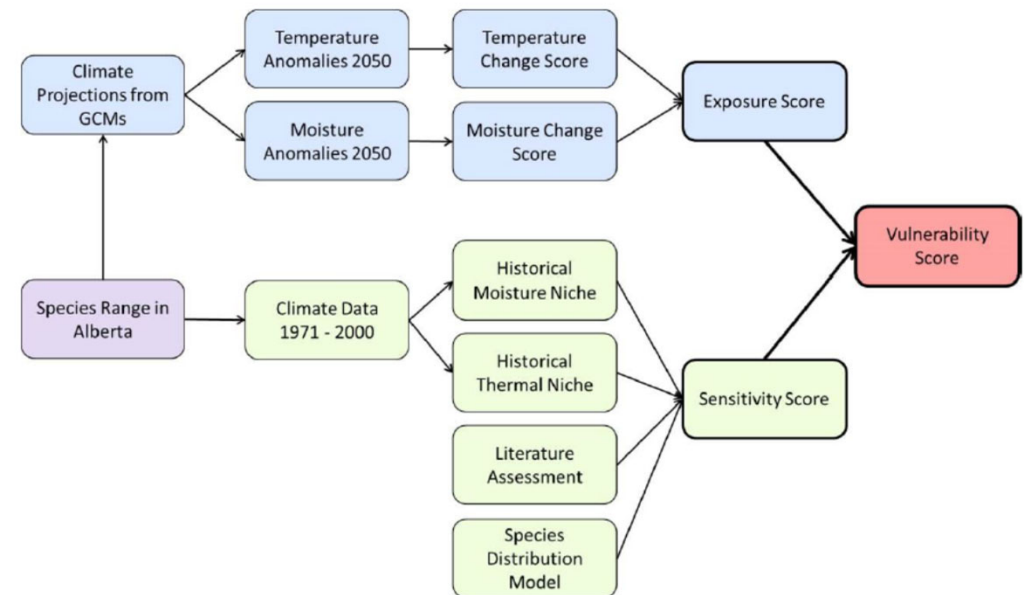 Climate
Projections from
GCMs
Temperature
Anomalies 2050
Temperature
Change Score
Moisture
Anomalies 2050
Moisture Change
Score
Exposure Score
Vulnerability
Score
Species Range in
Alberta
Climate Data
1971 - 2000
Historical
Moisture Niche
Historical
Thermal Niche
Literature
Assessment
Species
Distribution
Model
Sensitivity Score